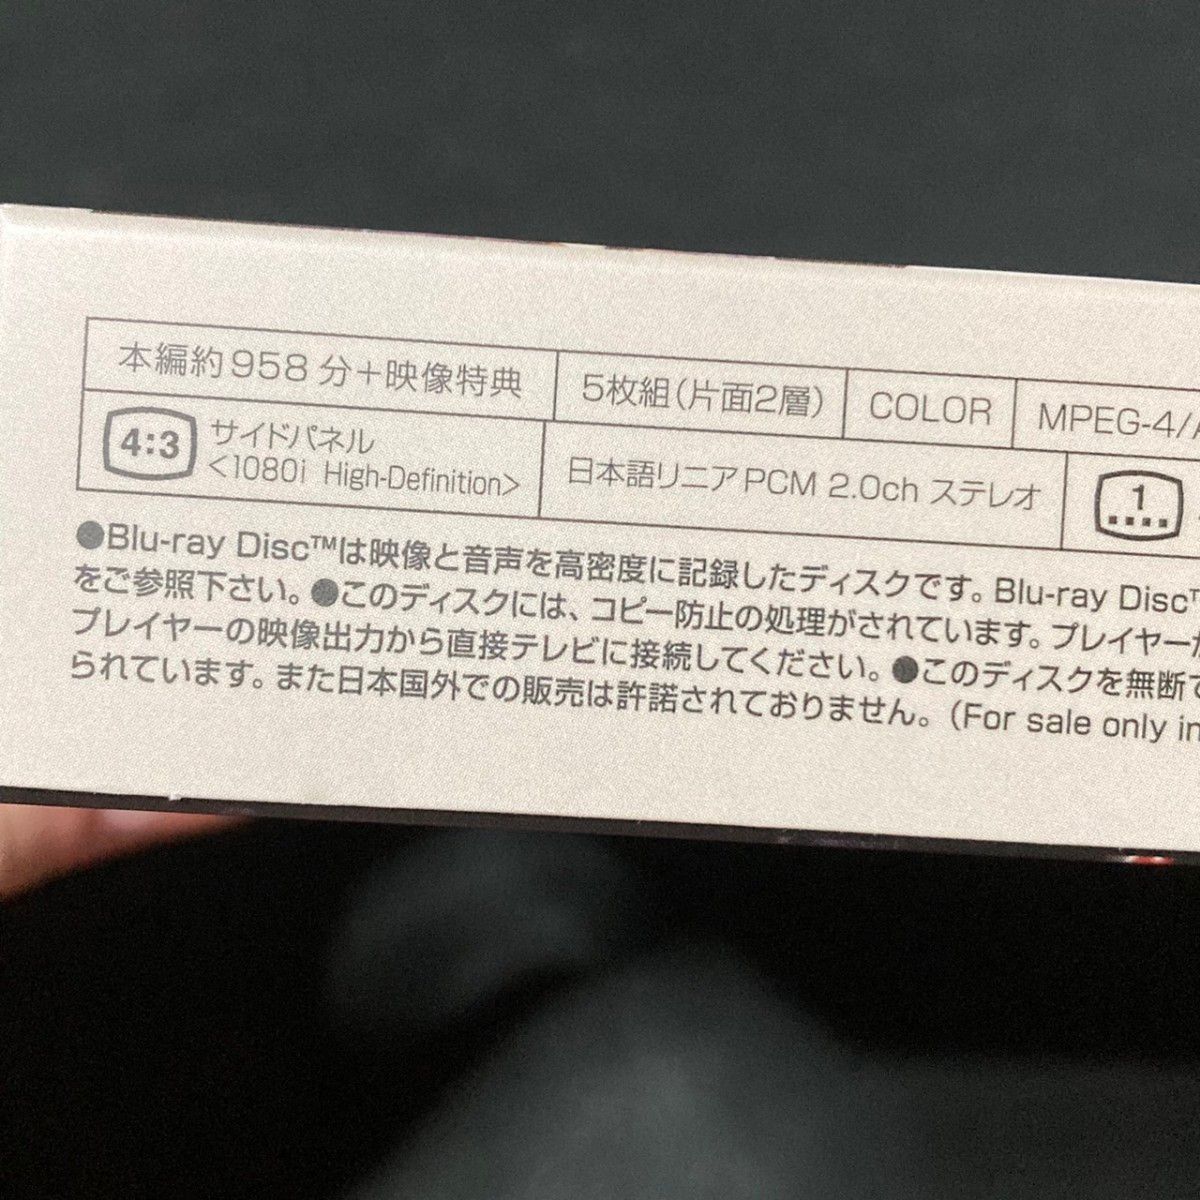 本編約958分+映像特典 5枚組(片面2層) COLOR MPEG-4/A
4:3 サイドパネル 日本語リニアPCM 2.0ch ステレオ 1
<1080i High-Definition>
●Blu-ray Disc™は映像と音声を高密度に記録したディスクです。Blu-ray Disc™
をご参照下さい。●このディスクには、コピー防止の処理がされています。プレイヤーか
プレイヤーの映像出力から直接テレビに接続してください。●このディスクを無断で
られています。また日本国外での販売は許諾されておりません。(For sale only in